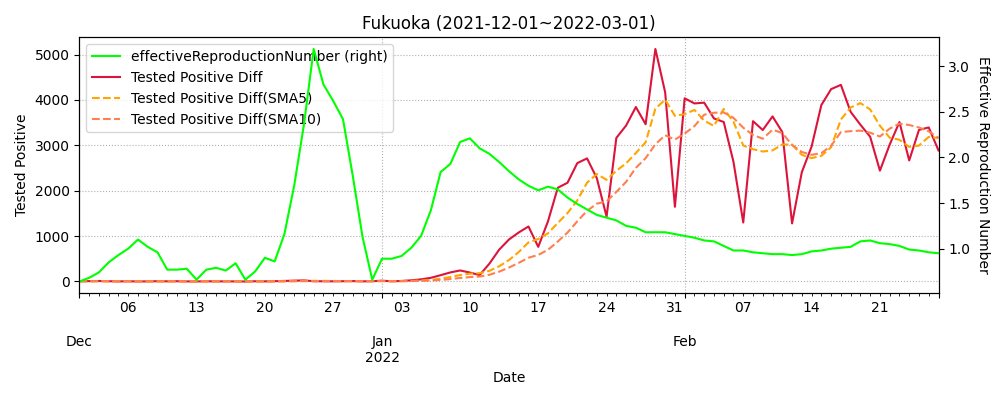 Fukuoka (2021-12-01~2022-03-01)
effectiveReproductionNumber (right)
Tested Positive Diff
Tested Positive Diff(SMA5)
Tested Positive Diff(SMA10)
Tested Positive
5000
4000
3000
2000
1000
0
3.0
2.5
2.0
1.5
1.0
Effective Reproduction Number
06 13 20 27 03 10 17 24 31 07 14 21
Dec Jan Feb
2022
Date